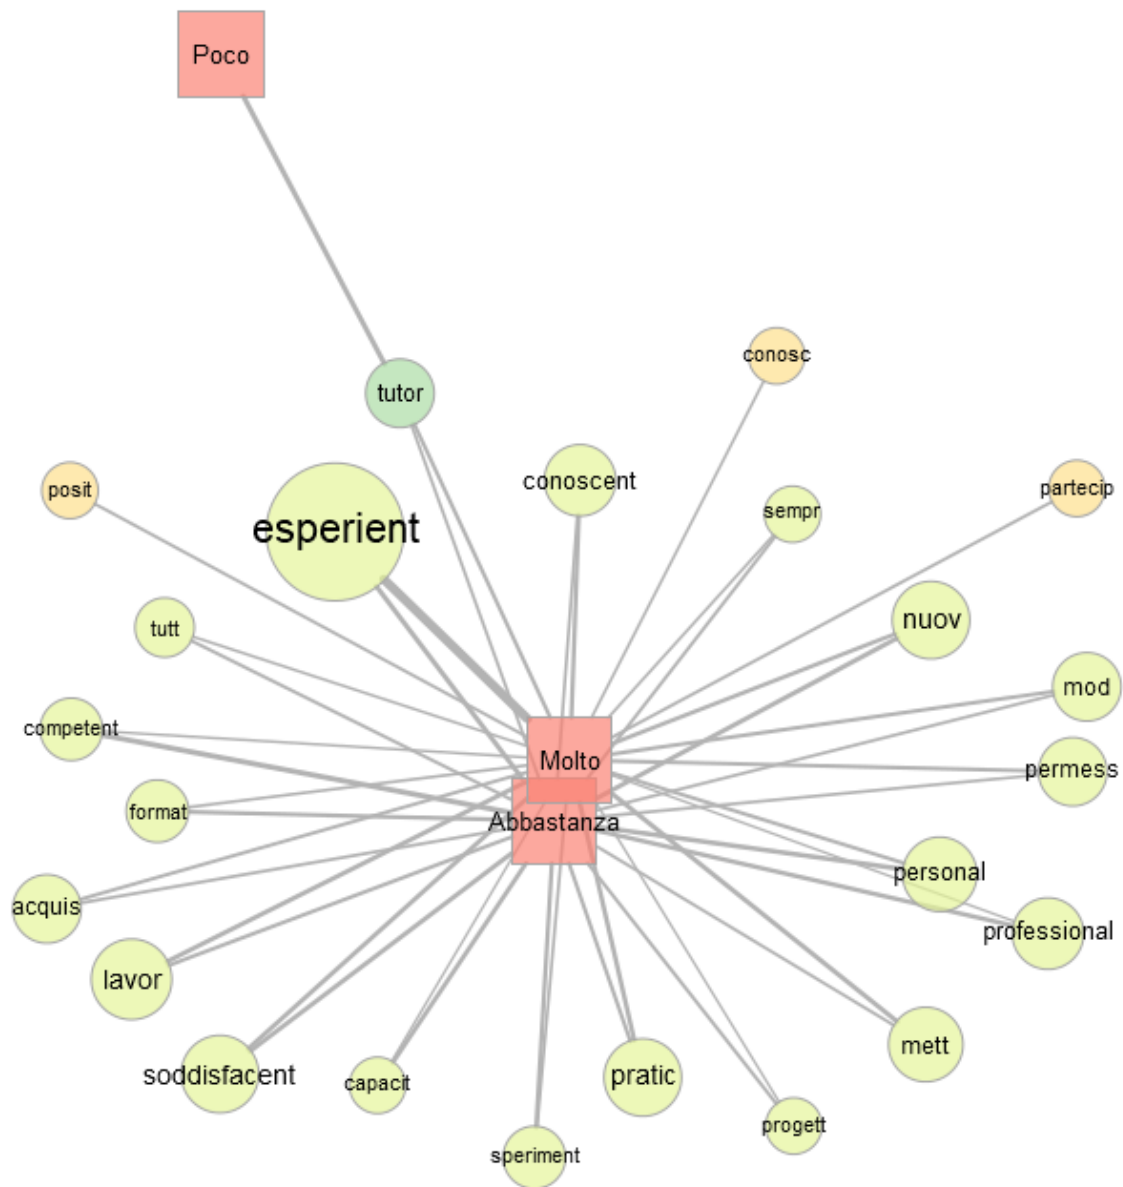 Poco
conosc
tutor
conoscent
posit
partecip
sempr
esperient
nuov
tutt
mod
competent
Molto
permess
format
Abbastanza
personal
acquis
professional
lavor
mett
soddisfacent
pratic
capacit
progett
speriment